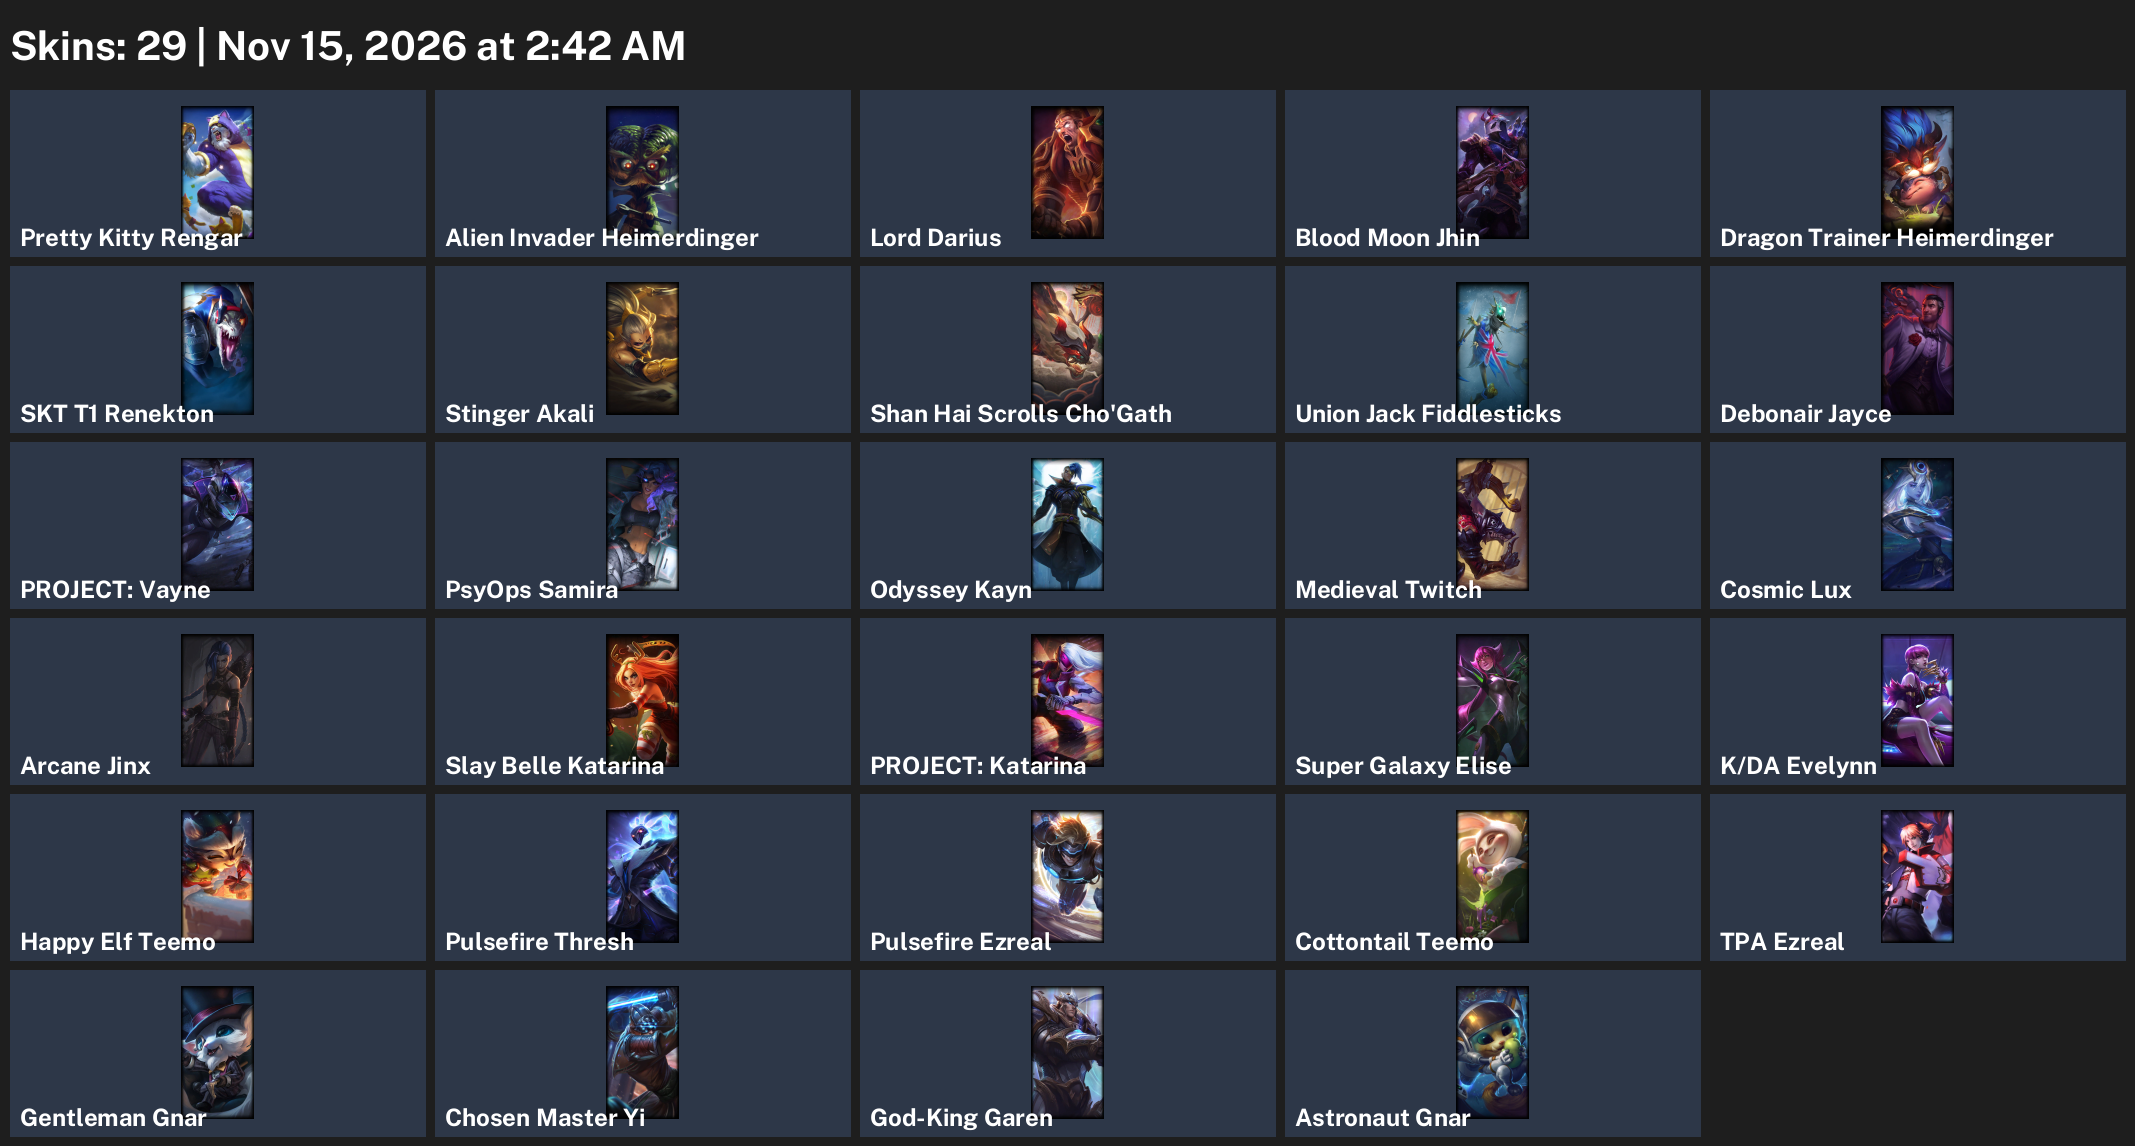 Skins: 29 | Nov 15, 2026 at 2:42 AM
Pretty Kitty Rengar
Alien Invader Heimerdinger
Lord Darius
Blood Moon Jhin
Dragon Trainer Heimerdinger
SKT T1 Renekton
Stinger Akali
Shan Hai Scrolls Cho'Gath
Union Jack Fiddlesticks
Debonair Jayce
PROJECT: Vayne
PsyOps Samira
Odyssey Kayn
Medieval Twitch
Cosmic Lux
Arcane Jinx
Slay Belle Katarina
PROJECT: Katarina
Super Galaxy Elise
K/DA Evelynn
Happy Elf Teemo
Pulsefire Thresh
Pulsefire Ezreal
Cottontail Teemo
TPA Ezreal
Gentleman Gnar
Chosen Master Yi
God-King Garen
Astronaut Gnar